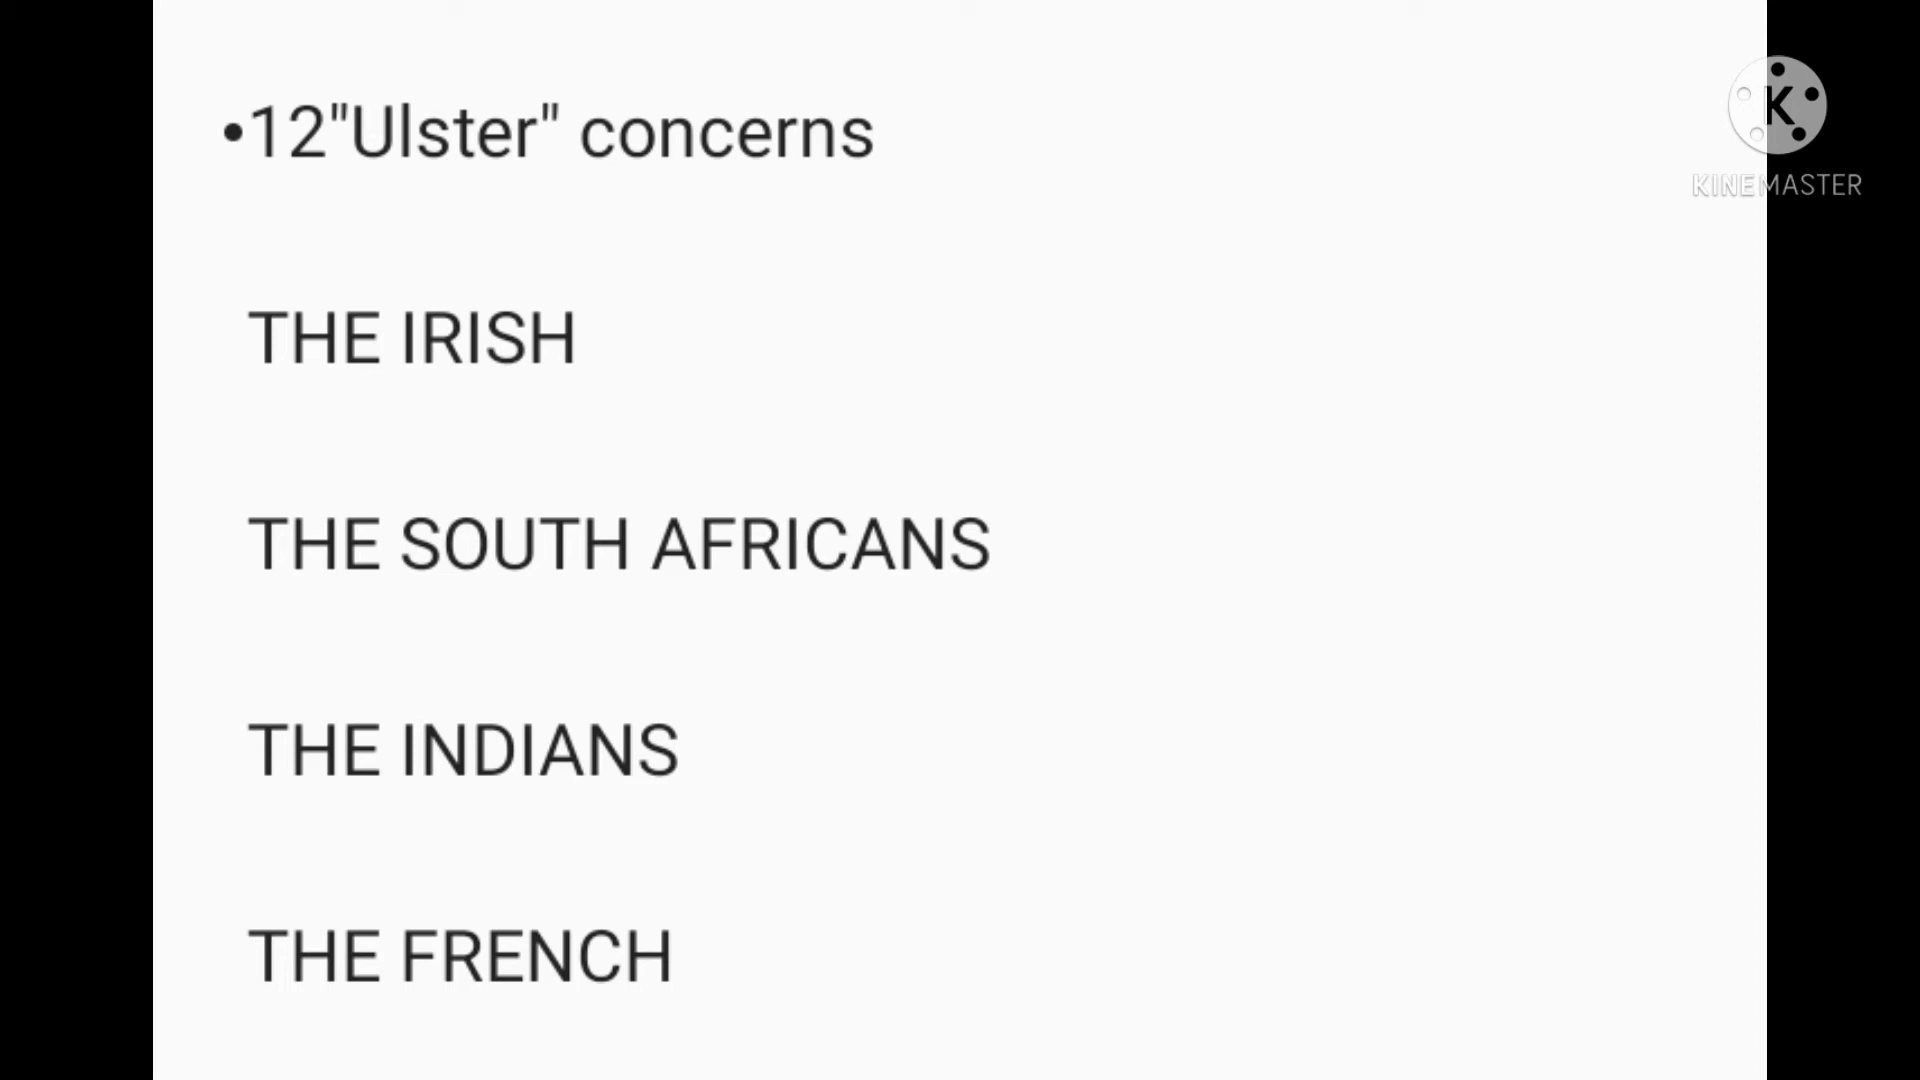 •12"Ulster" concerns
THE IRISH
THE SOUTH AFRICANS
THE INDIANS
THE FRENCH
K
KINEMASTER